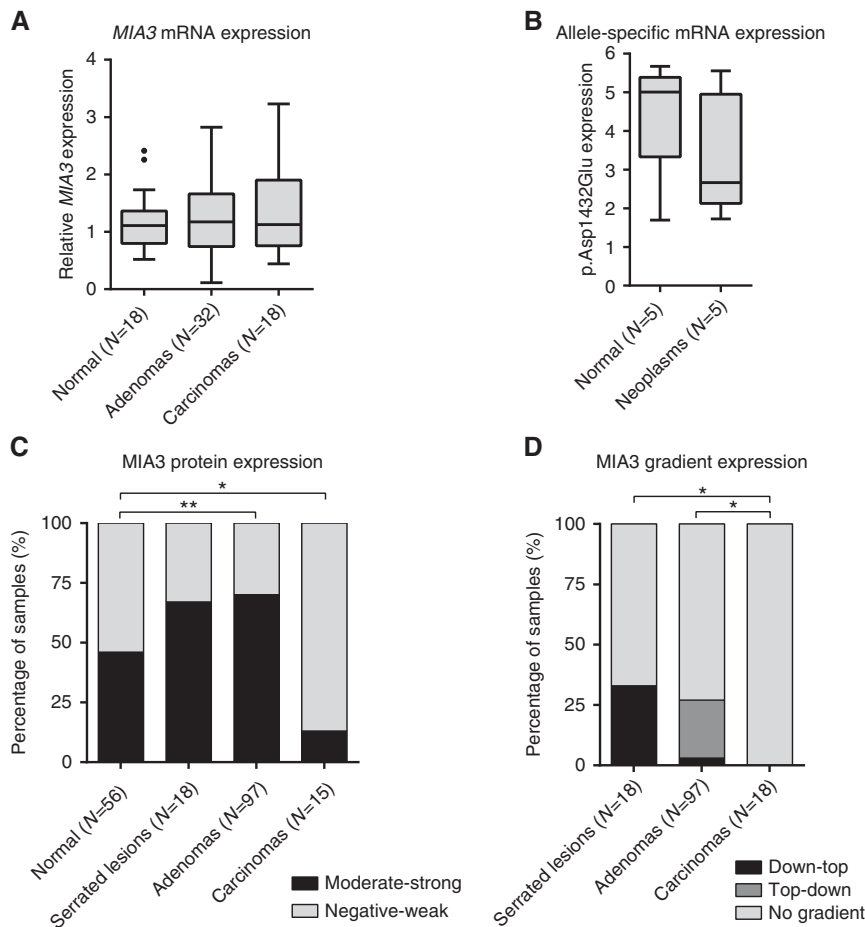 A
MIA3 mRNA expression
Relative MIA3 expression
4
3
2
1
0
Normal (N=18)
Adenomas (N=32)
Carcinomas (N=18)
B
Allele-specific mRNA expression
p.Asp1432Glu expression
6
5
4
3
2
1
0
Normal (N=5)
Neoplasms (N=5)
C
MIA3 protein expression
*
**
Percentage of samples (%)
100
75
50
25
0
Normal (N=56)
Serrated lesions (N=18)
Adenomas (N=97)
Carcinomas (N=15)
Moderate-strong
Negative-weak
D
MIA3 gradient expression
*
*
Percentage of samples (%)
100
75
50
25
0
Serrated lesions (N=18)
Adenomas (N=97)
Carcinomas (N=18)
Down-top
Top-down
No gradient